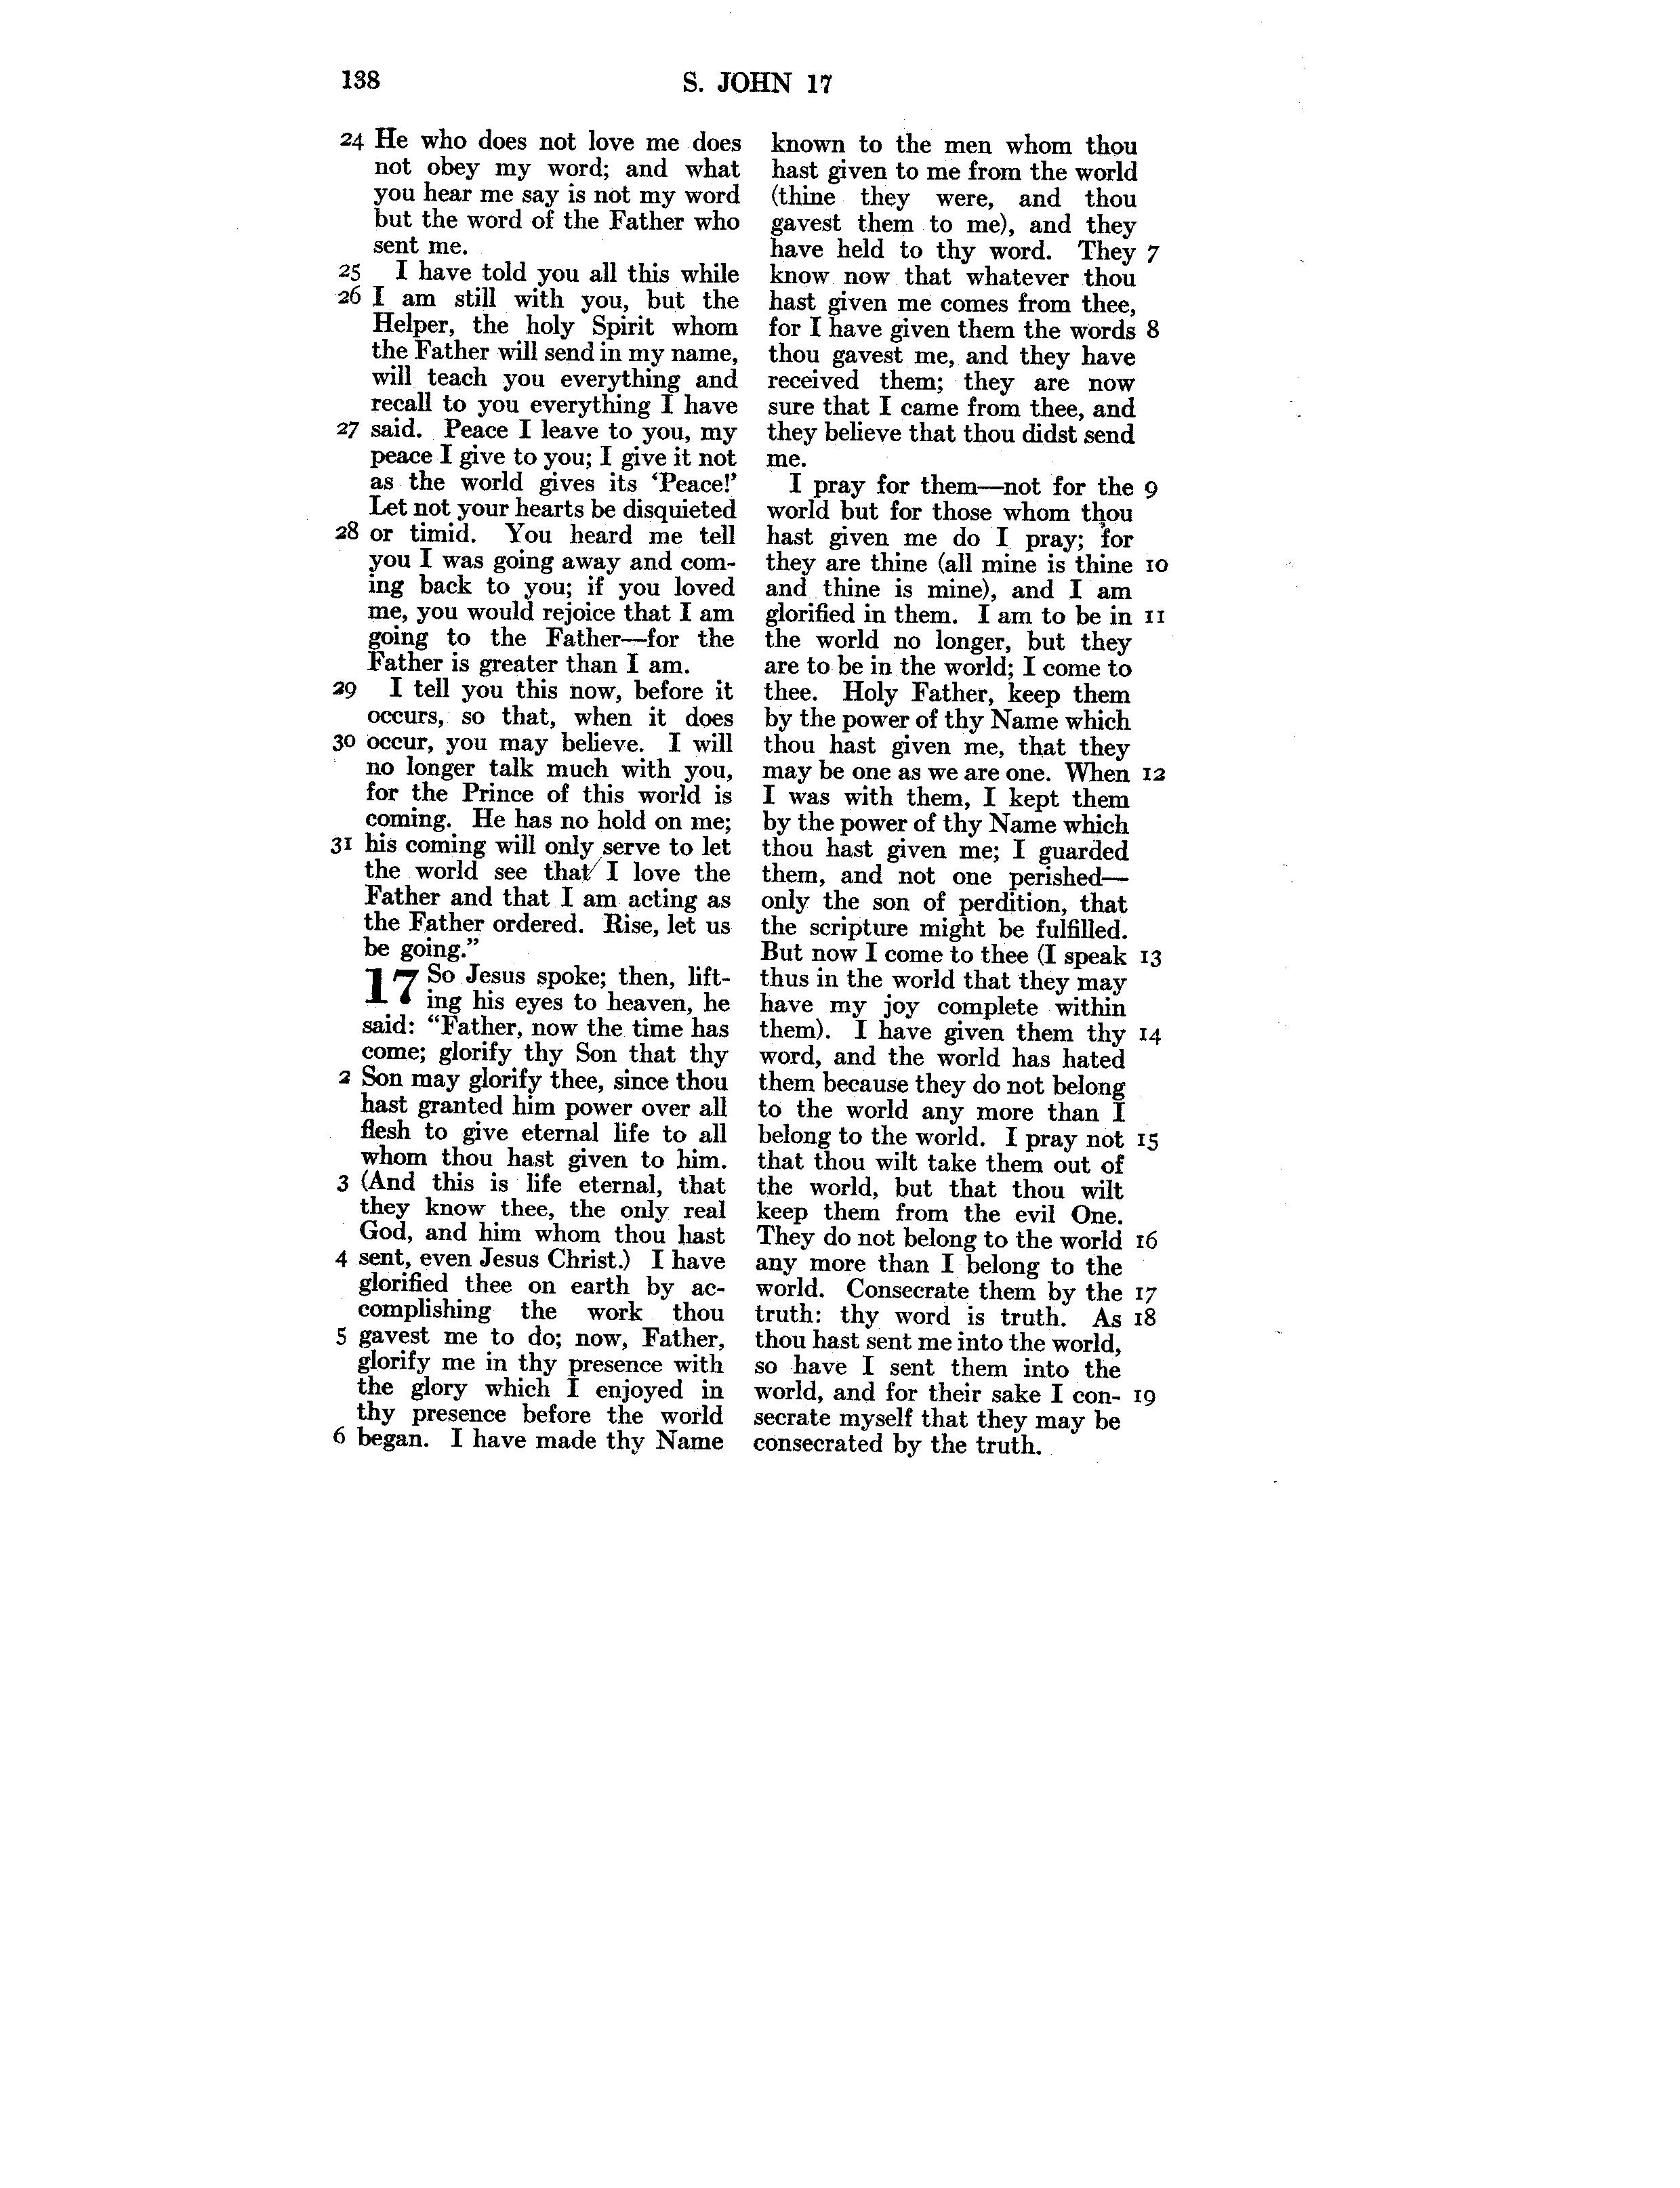 138
S. JOHN 17
24 He who does not love me does
not obey my word; and what
you hear me say is not my word
but the word of the Father who
sent me.
25 I have told you all this while
26 I am still with you, but the
Helper, the holy Spirit whom
the Father will send in my name,
will teach you everything and
recall to you everything I have
27 said. Peace I leave to you, my
peace I give to you; I give it not
as the world gives its ‘Peace!’
Let not your hearts be disquieted
28 or timid. You heard me tell
you I was going away and com-
ing back to you; if you loved
me, you would rejoice that I am
going to the Father—for the
Father is greater than I am.
29 I tell you this now, before it
occurs, so that, when it does
30 occur, you may believe. I will
no longer talk much with you,
for the Prince of this world is
coming. He has no hold on me;
31 his coming will only serve to let
the world see that I love the
Father and that I am acting as
the Father ordered. Rise, let us
be going.”
17 So Jesus spoke; then, lift-
ing his eyes to heaven, he
said: “Father, now the time has
come; glorify thy Son that thy
2 Son may glorify thee, since thou
hast granted him power over all
flesh to give eternal life to all
whom thou hast given to him.
3 (And this is life eternal, that
they know thee, the only real
God, and him whom thou hast
4 sent, even Jesus Christ.) I have
glorified thee on earth by ac-
complishing the work thou
5 gavest me to do; now, Father,
glorify me in thy presence with
the glory which I enjoyed in
thy presence before the world
6 began. I have made thy Name
known to the men whom thou
hast given to me from the world
(thine they were, and thou
gavest them to me), and they
have held to thy word. They 7
know now that whatever thou
hast given me comes from thee,
for I have given them the words 8
thou gavest me, and they have
received them; they are now
sure that I came from thee, and
they believe that thou didst send
me.
I pray for them—not for the 9
world but for those whom thou
hast given me do I pray; for
they are thine (all mine is thine 10
and thine is mine), and I am
glorified in them. I am to be in 11
the world no longer, but they
are to be in the world; I come to
thee. Holy Father, keep them
by the power of thy Name which
thou hast given me, that they
may be one as we are one. When 12
I was with them, I kept them
by the power of thy Name which
thou hast given me; I guarded
them, and not one perished—
only the son of perdition, that
the scripture might be fulfilled.
But now I come to thee (I speak 13
thus in the world that they may
have my joy complete within
them). I have given them thy 14
word, and the world has hated
them because they do not belong
to the world any more than I
belong to the world. I pray not 15
that thou wilt take them out of
the world, but that thou wilt
keep them from the evil One.
They do not belong to the world 16
any more than I belong to the
world. Consecrate them by the 17
truth: thy word is truth. As 18
thou hast sent me into the world,
so have I sent them into the
world, and for their sake I con- 19
secrate myself that they may be
consecrated by the truth.